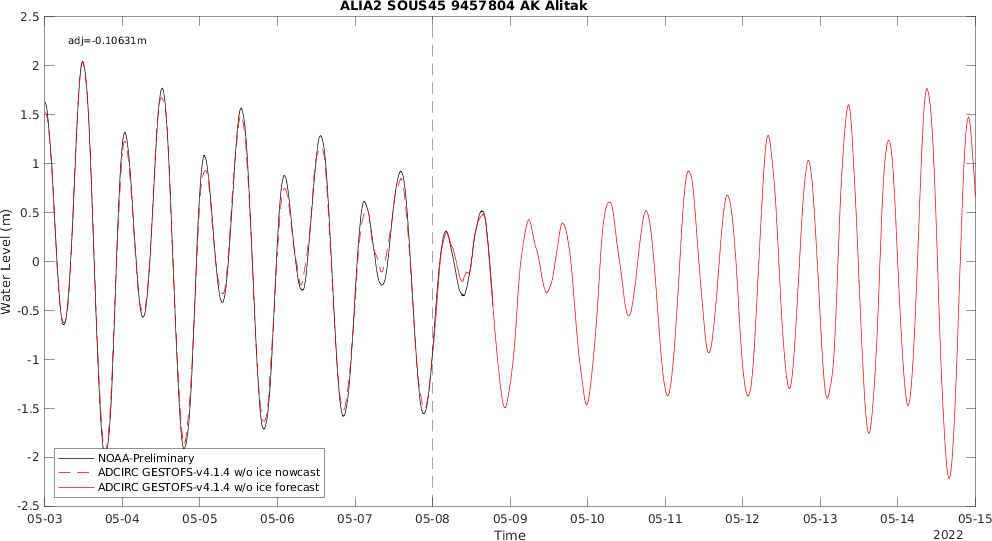 ALIA2 SOUS45 9457804 AK Alitak
adj=-0.10631m
2.5
2
1.5
1
0.5
0
-0.5
-1
-1.5
-2
-2.5
Water Level (m)
NOAA-Preliminary
ADCIRC GESTOFS-v4.1.4 w/o ice nowcast
ADCIRC GESTOFS-v4.1.4 w/o ice forecast
05-03 05-04 05-05 05-06 05-07 05-08 05-09 05-10 05-11 05-12 05-13 05-14 05-15
Time
2022